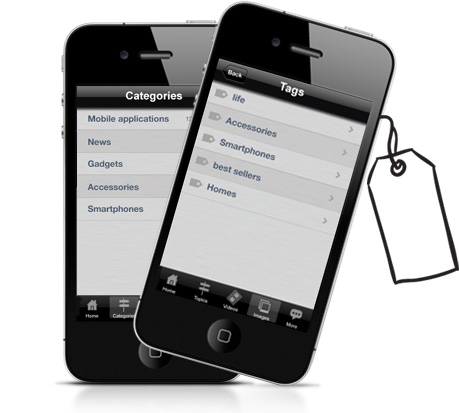 Categories
Mobile applications
News
Gadgets
Accessories
Smartphones
Home
Categories
Back
Tags
life
Accessories
Smartphones
best sellers
Homes
Home
Topics
Videos
Images
More